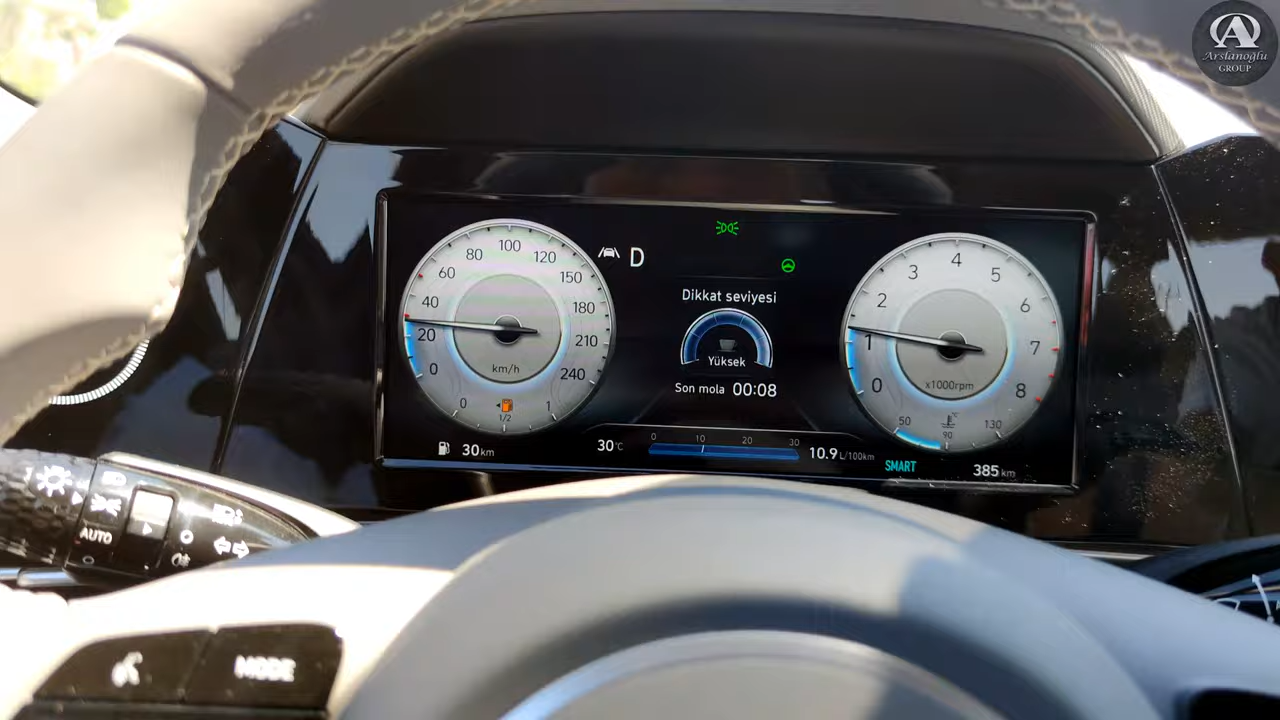 Arslanoğlu
GROUP
0
20
40
60
80
100
120
150
180
210
240
km/h
0
1/2
1
D
Dikkat seviyesi
Yüksek
Son mola 00:08
0
1
2
3
4
5
6
7
8
x1000rpm
50
°C
90
130
30 km
30 °C
0 10 20 30
10.9 L/100km
SMART
385 km
AUTO
MODE